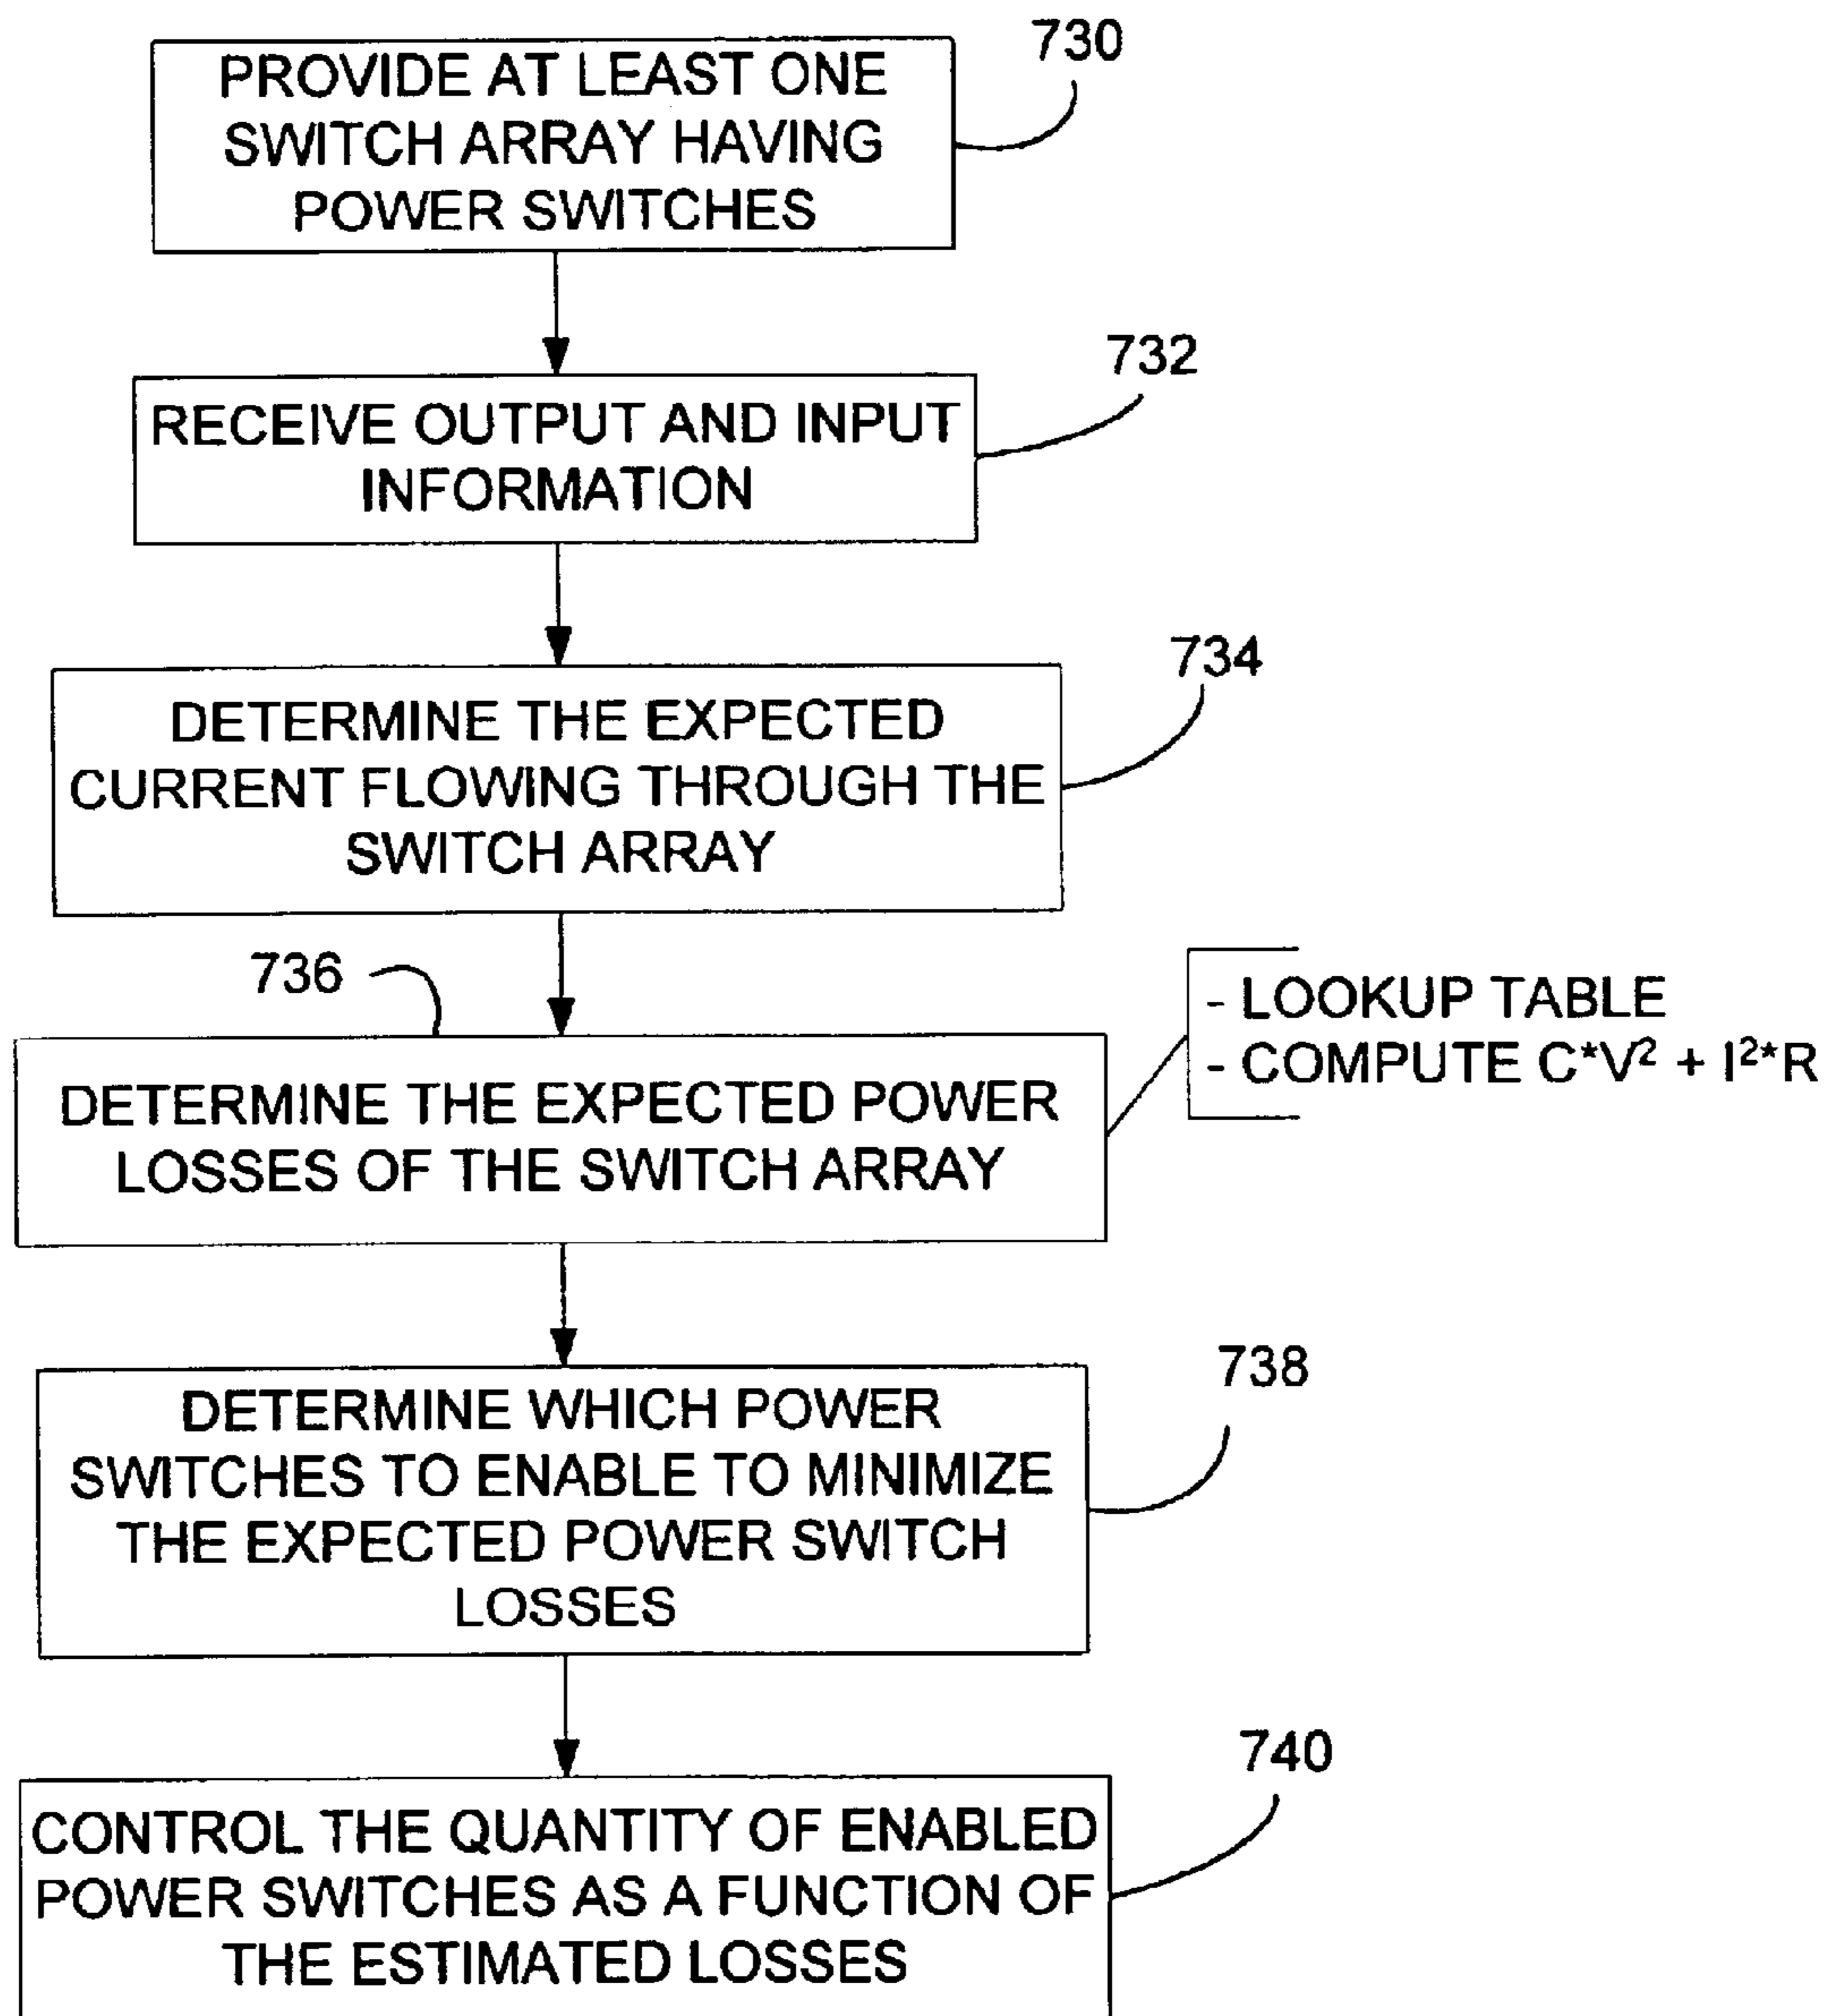 730
PROVIDE AT LEAST ONE
SWITCH ARRAY HAVING
POWER SWITCHES
732
RECEIVE OUTPUT AND INPUT
INFORMATION
734
DETERMINE THE EXPECTED
CURRENT FLOWING THROUGH THE
SWITCH ARRAY
736
DETERMINE THE EXPECTED POWER
LOSSES OF THE SWITCH ARRAY
- LOOKUP TABLE
- COMPUTE C*V² + I²*R
738
DETERMINE WHICH POWER
SWITCHES TO ENABLE TO MINIMIZE
THE EXPECTED POWER SWITCH
LOSSES
740
CONTROL THE QUANTITY OF ENABLED
POWER SWITCHES AS A FUNCTION OF
THE ESTIMATED LOSSES